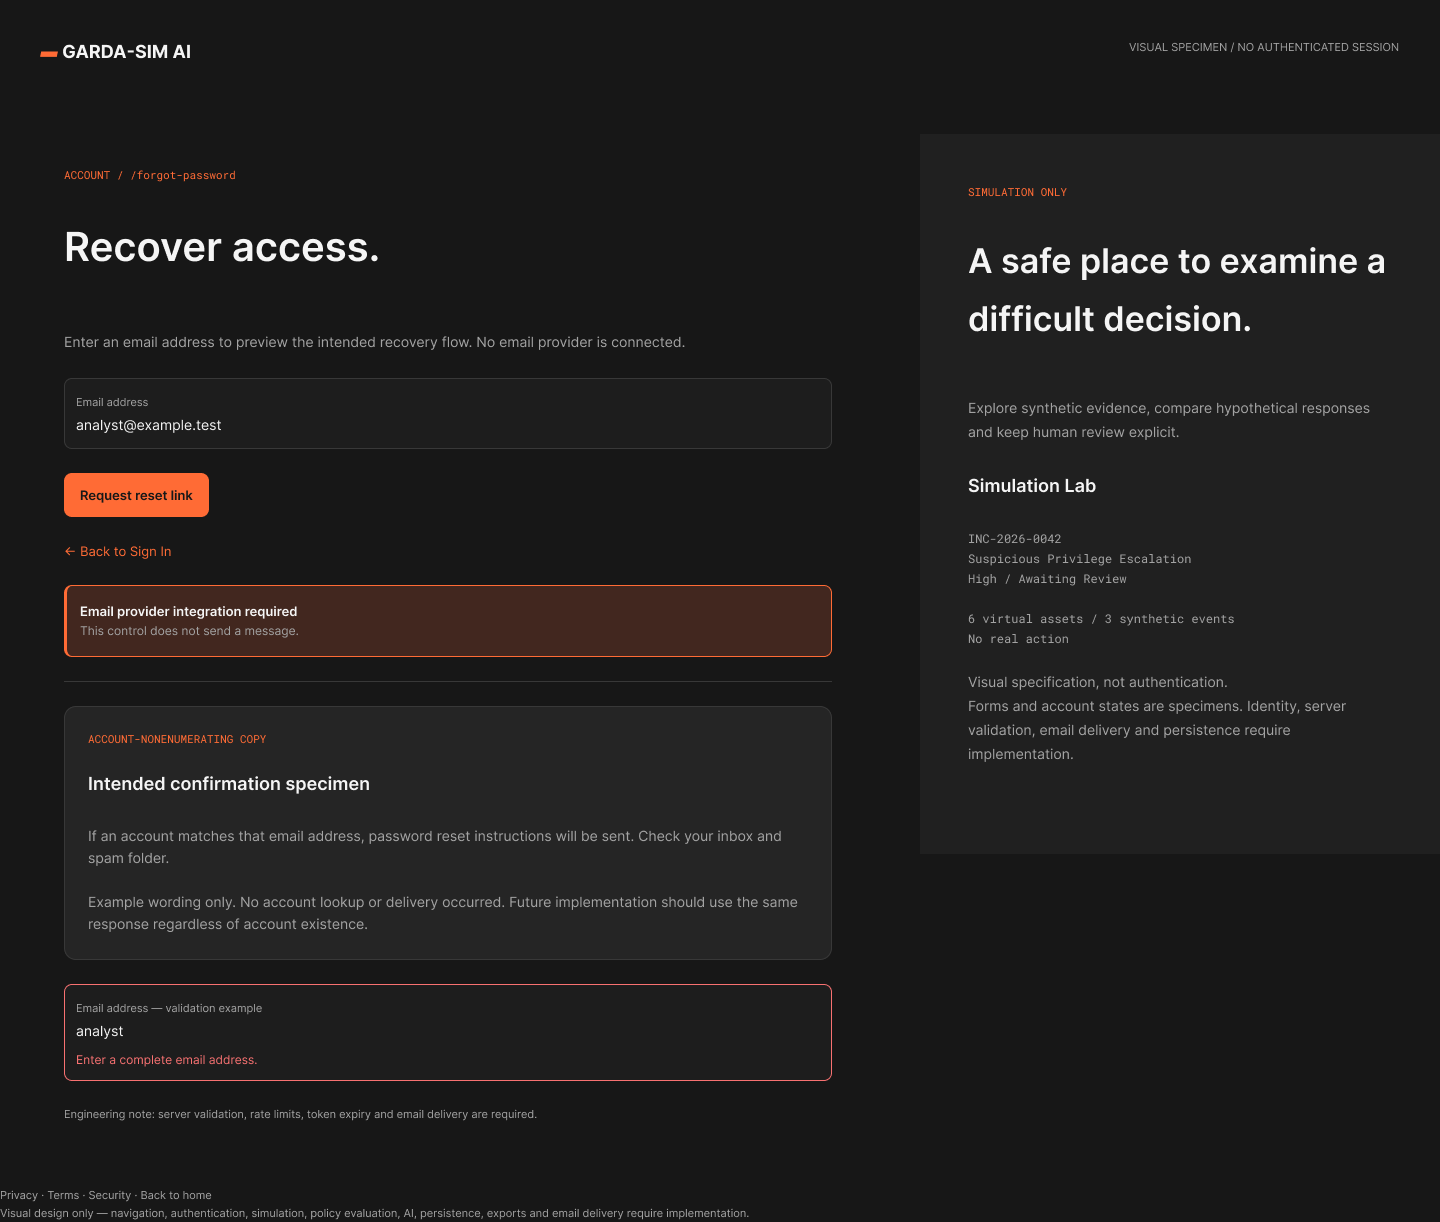 GARDA-SIM AI
VISUAL SPECIMEN / NO AUTHENTICATED SESSION
ACCOUNT / /forgot-password
Recover access.
Enter an email address to preview the intended recovery flow. No email provider is connected.
Email address
analyst@example.test
Request reset link
← Back to Sign In
Email provider integration required
This control does not send a message.
ACCOUNT-NONENUMERATING COPY
Intended confirmation specimen
If an account matches that email address, password reset instructions will be sent. Check your inbox and
spam folder.
Example wording only. No account lookup or delivery occurred. Future implementation should use the same
response regardless of account existence.
Email address — validation example
analyst
Enter a complete email address.
Engineering note: server validation, rate limits, token expiry and email delivery are required.
SIMULATION ONLY
A safe place to examine a
difficult decision.
Explore synthetic evidence, compare hypothetical responses
and keep human review explicit.
Simulation Lab
INC-2026-0042
Suspicious Privilege Escalation
High / Awaiting Review
6 virtual assets / 3 synthetic events
No real action
Visual specification, not authentication.
Forms and account states are specimens. Identity, server
validation, email delivery and persistence require
implementation.
Privacy · Terms · Security · Back to home
Visual design only — navigation, authentication, simulation, policy evaluation, AI, persistence, exports and email delivery require implementation.